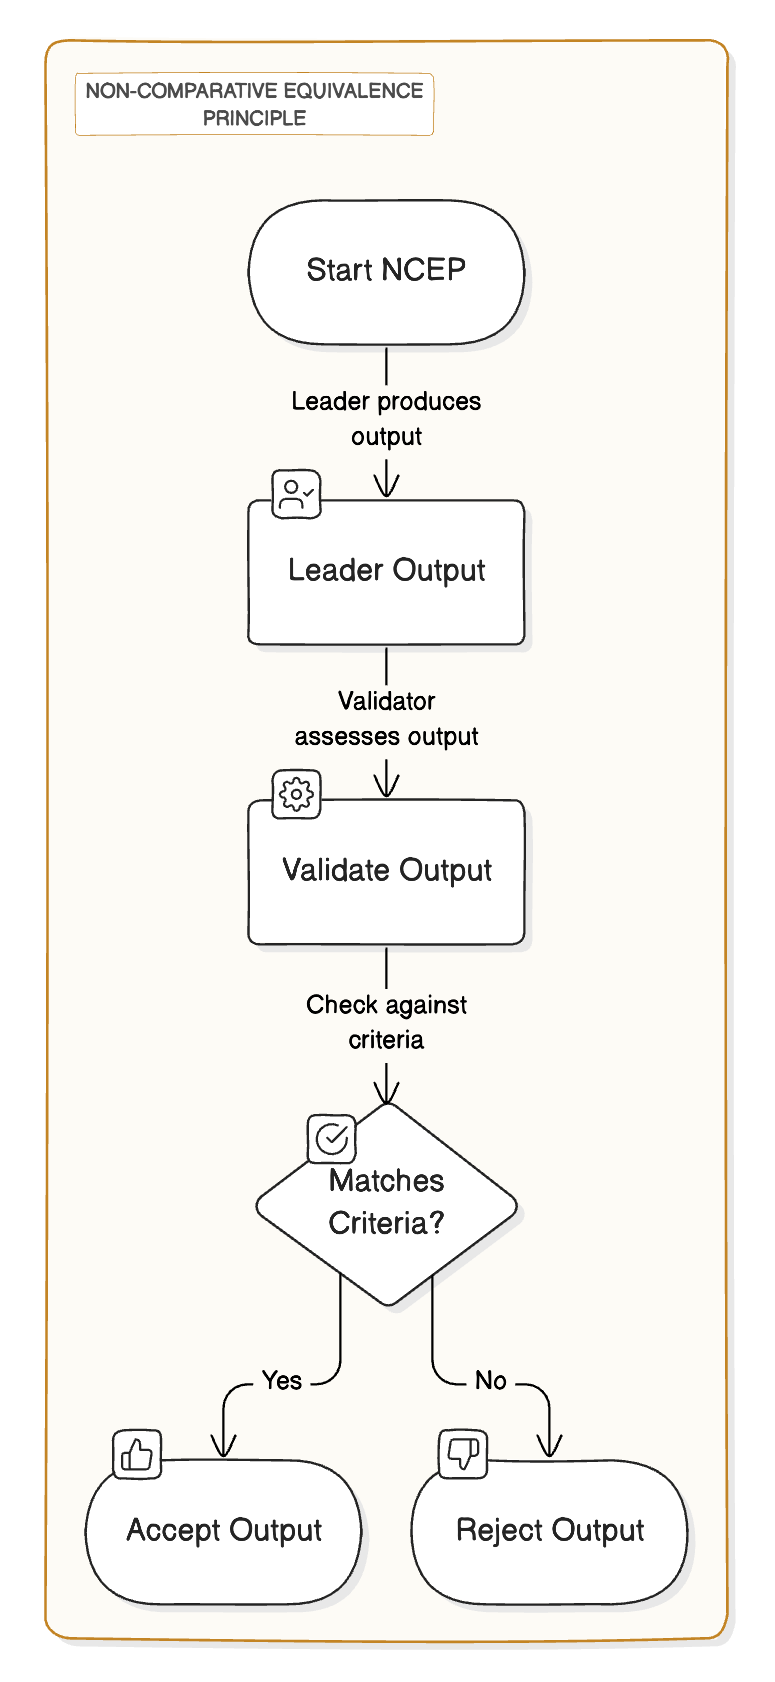 NON-COMPARATIVE EQUIVALENCE
PRINCIPLE
Start NCEP
Leader produces
output
Leader Output
Validator
assesses output
Validate Output
Check against
criteria
Matches
Criteria?
Yes
No
Accept Output
Reject Output